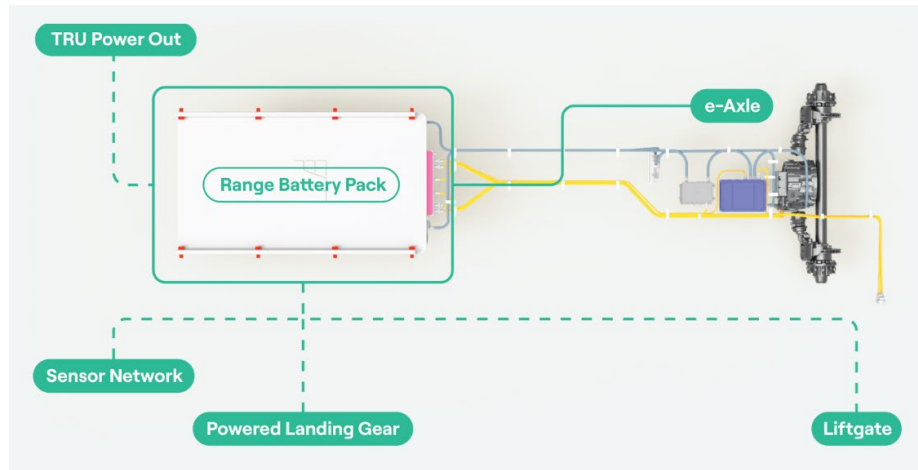 TRU Power Out
e-Axle
Range Battery Pack
Sensor Network
Powered Landing Gear
Liftgate